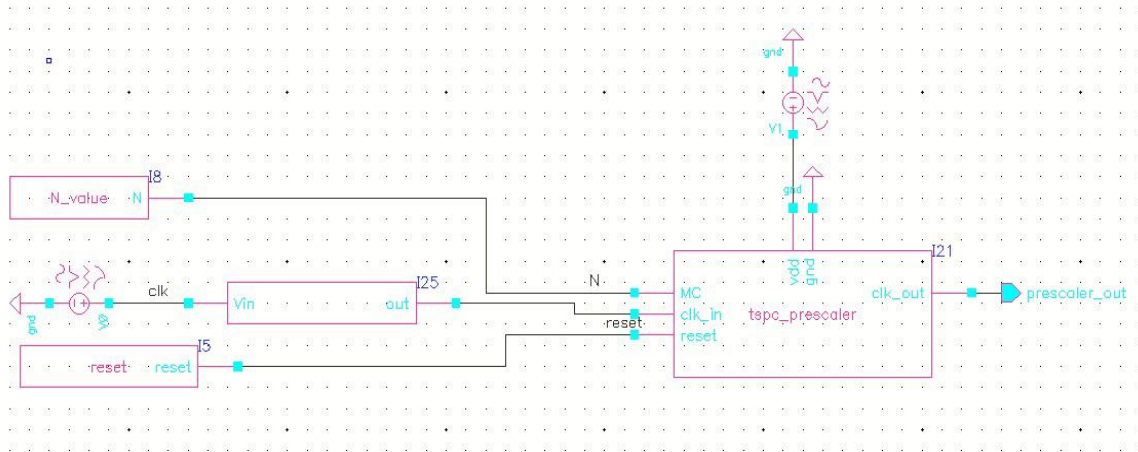 gnd
V1
gnd
I8
N_value N
I21
vdd
gnd
clk
I25
N
MC
clk_out
prescaler_out
gnd
V0
Vin
out
clk_in
tspc_prescaler
reset
reset
I5
reset
reset